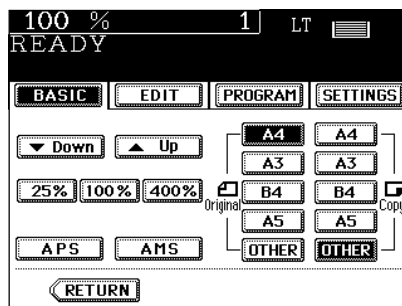 100 % 1 LT
READY
BASIC EDIT PROGRAM SETTINGS
Down Up A4 A4
A3 A3
25% 100% 400% Original B4 B4 Copy
A5 A5
APS AMS OTHER OTHER
RETURN